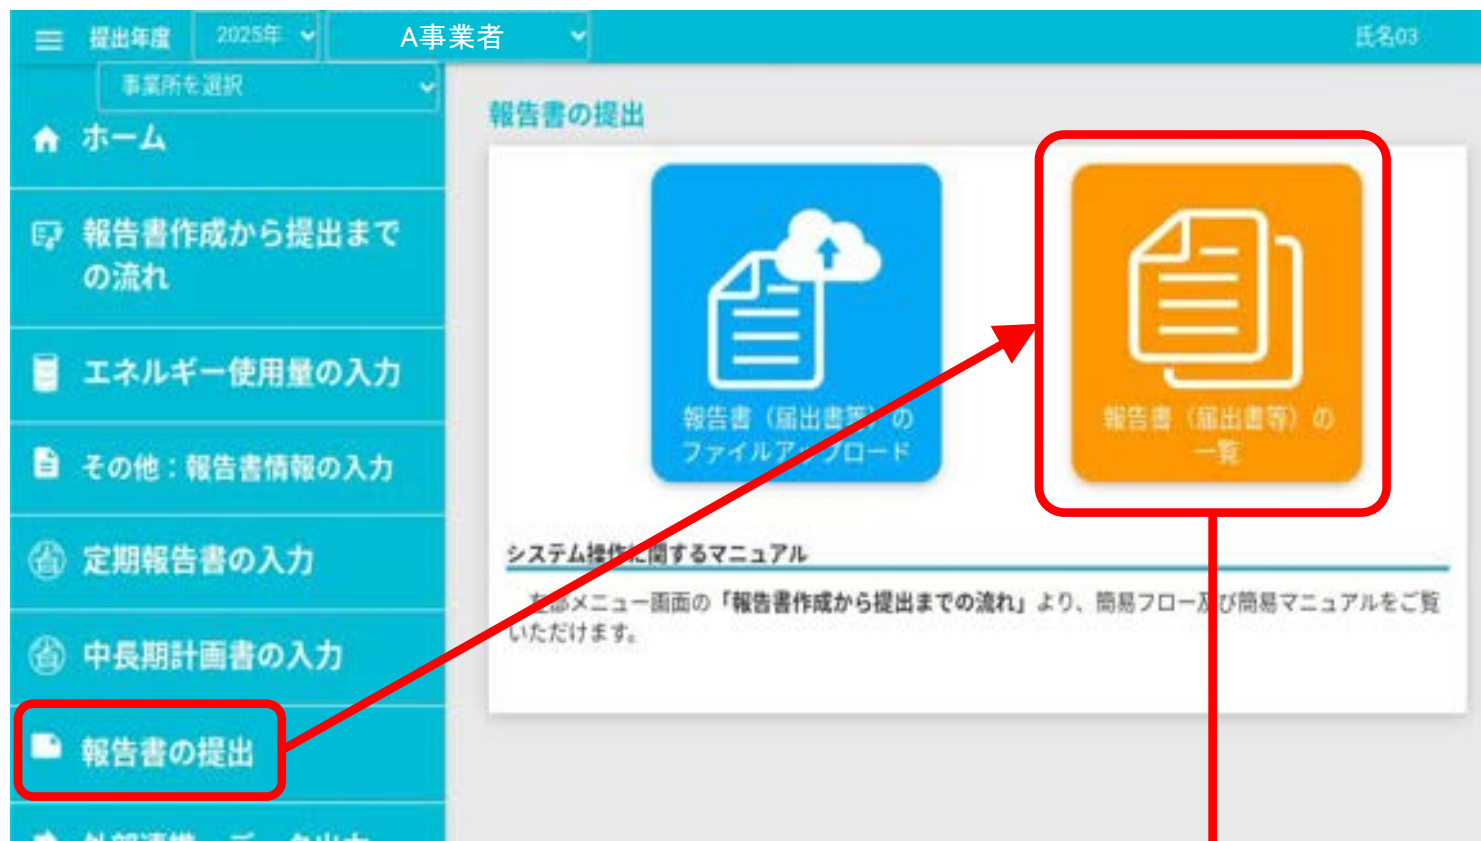 提出年度 2025年 A事業者 氏名03
事業所を選択
ホーム
報告書作成から提出まで
の流れ
エネルギー使用量の入力
その他：報告書情報の入力
定期報告書の入力
中長期計画書の入力
報告書の提出
報告書の提出
報告書（届出書等）の
ファイルアップロード
報告書（届出書等）の
一覧
システム操作に関するマニュアル
左部メニュー画面の「報告書作成から提出までの流れ」より、簡易フロー及び簡易マニュアルをご覧
いただけます。